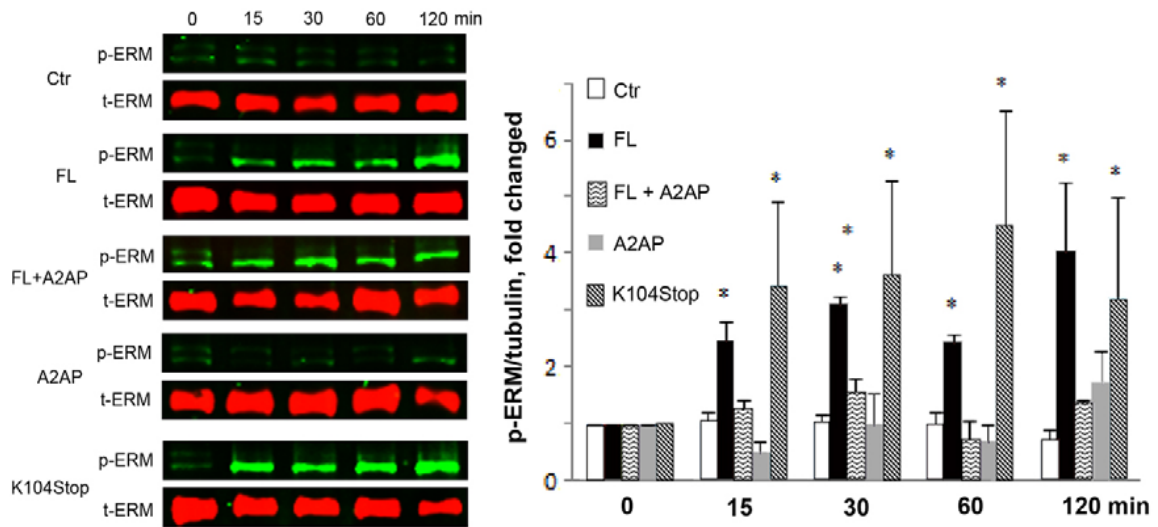 0 15 30 60 120 min
Ctr
p-ERM
t-ERM
FL
p-ERM
t-ERM
FL+A2AP
p-ERM
t-ERM
A2AP
p-ERM
t-ERM
K104Stop
p-ERM
t-ERM
p-ERM/tubulin, fold changed
6
4
2
0
Ctr
FL
FL + A2AP
A2AP
K104Stop
* * * * * * * * *
0 15 30 60 120 min